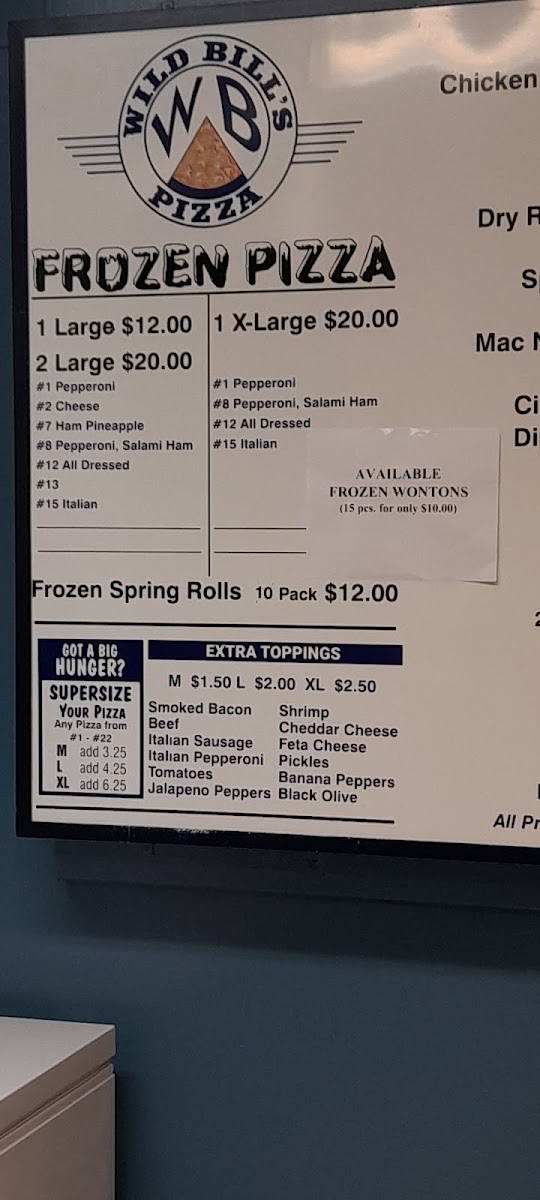 WILD BILL'S
WB
PIZZA
FROZEN PIZZA
1 Large $12.00
2 Large $20.00
#1 Pepperoni
#2 Cheese
#7 Ham Pineapple
#8 Pepperoni, Salami Ham
#12 All Dressed
#13
#15 Italian
1 X-Large $20.00
#1 Pepperoni
#8 Pepperoni, Salami Ham
#12 All Dressed
#15 Italian
AVAILABLE
FROZEN WONTONS
(15 pcs. for only $10.00)
Frozen Spring Rolls 10 Pack $12.00
GOT A BIG
HUNGER?
SUPERSIZE
YOUR PIZZA
Any Pizza from
#1 - #22
M add 3.25
L add 4.25
XL add 6.25
EXTRA TOPPINGS
M $1.50 L $2.00 XL $2.50
Smoked Bacon
Beef
Italian Sausage
Italian Pepperoni
Tomatoes
Jalapeno Peppers
Shrimp
Cheddar Cheese
Feta Cheese
Pickles
Banana Peppers
Black Olive
Chicken
Dry
Mac
All